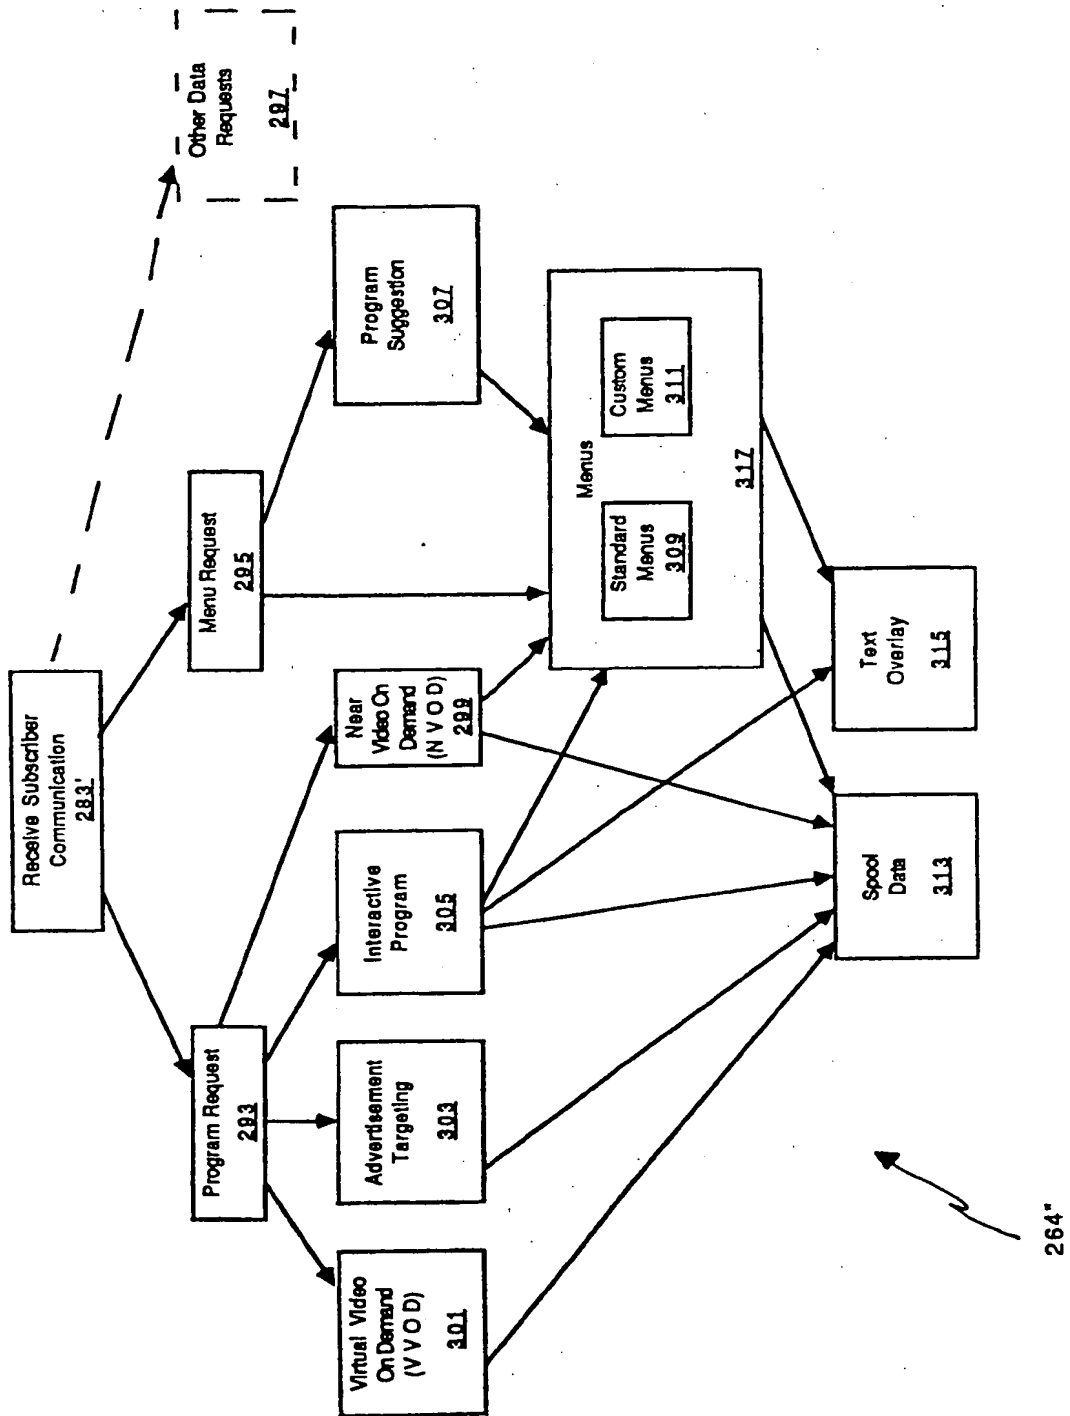 Receive Subscriber
Communication
283'
Other Data
Requests
297
Program Request
293
Menu Request
295
Virtual Video
On Demand
(V V O D)
301
Advertisement
Targeting
303
Interactive
Program
305
Near
Video On
Demand
(N V O D)
299
Program
Suggestion
307
Menus
Standard
Menus
309
Custom
Menus
311
317
Spool
Data
313
Text
Overlay
315
264"